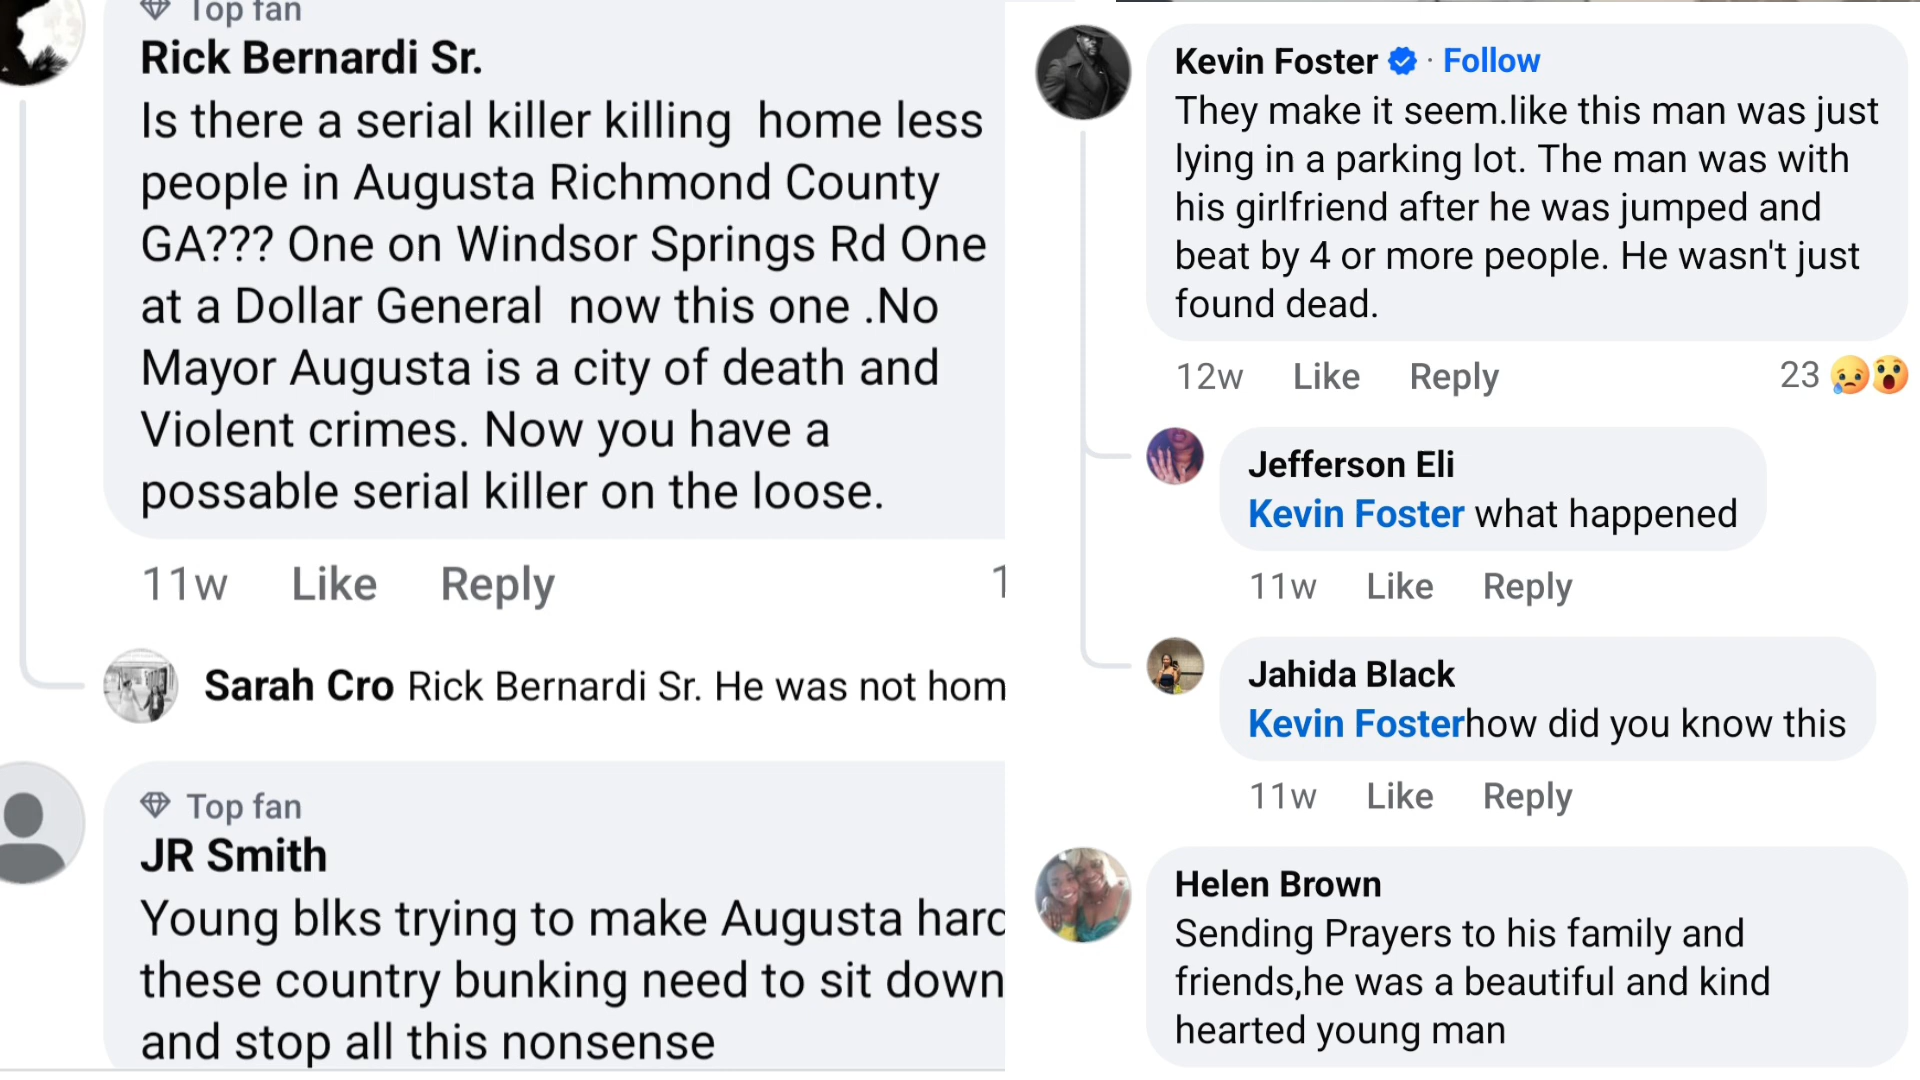 Top fan
Rick Bernardi Sr.
Is there a serial killer killing home less
people in Augusta Richmond County
GA??? One on Windsor Springs Rd One
at a Dollar General now this one .No
Mayor Augusta is a city of death and
Violent crimes. Now you have a
possable serial killer on the loose.
11w Like Reply 1
Sarah Cro Rick Bernardi Sr. He was not hom
Top fan
JR Smith
Young blks trying to make Augusta hard
these country bunking need to sit down
and stop all this nonsense
Kevin Foster · Follow
They make it seem.like this man was just
lying in a parking lot. The man was with
his girlfriend after he was jumped and
beat by 4 or more people. He wasn't just
found dead.
12w Like Reply 23
Jefferson Eli
Kevin Foster what happened
11w Like Reply
Jahida Black
Kevin Fosterhow did you know this
11w Like Reply
Helen Brown
Sending Prayers to his family and
friends,he was a beautiful and kind
hearted young man